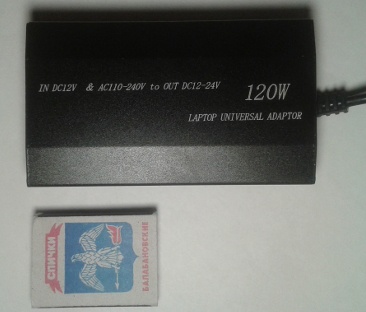 IN DC12V & AC110-240V to OUT DC12-24V
120W
LAPTOP UNIVERSAL ADAPTOR
СПИЧКИ
БАЛАБАНОВСКИЕ